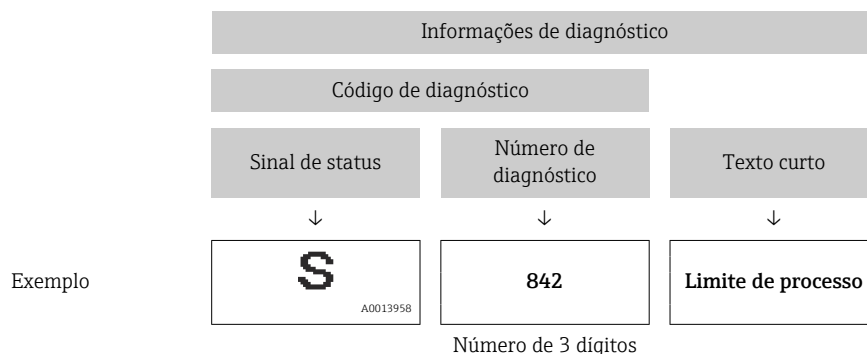 Informações de diagnóstico
Código de diagnóstico
Sinal de status
Número de
diagnóstico
Texto curto
↓ ↓ ↓
Exemplo
S
A0013958
842
Limite de processo
Número de 3 dígitos